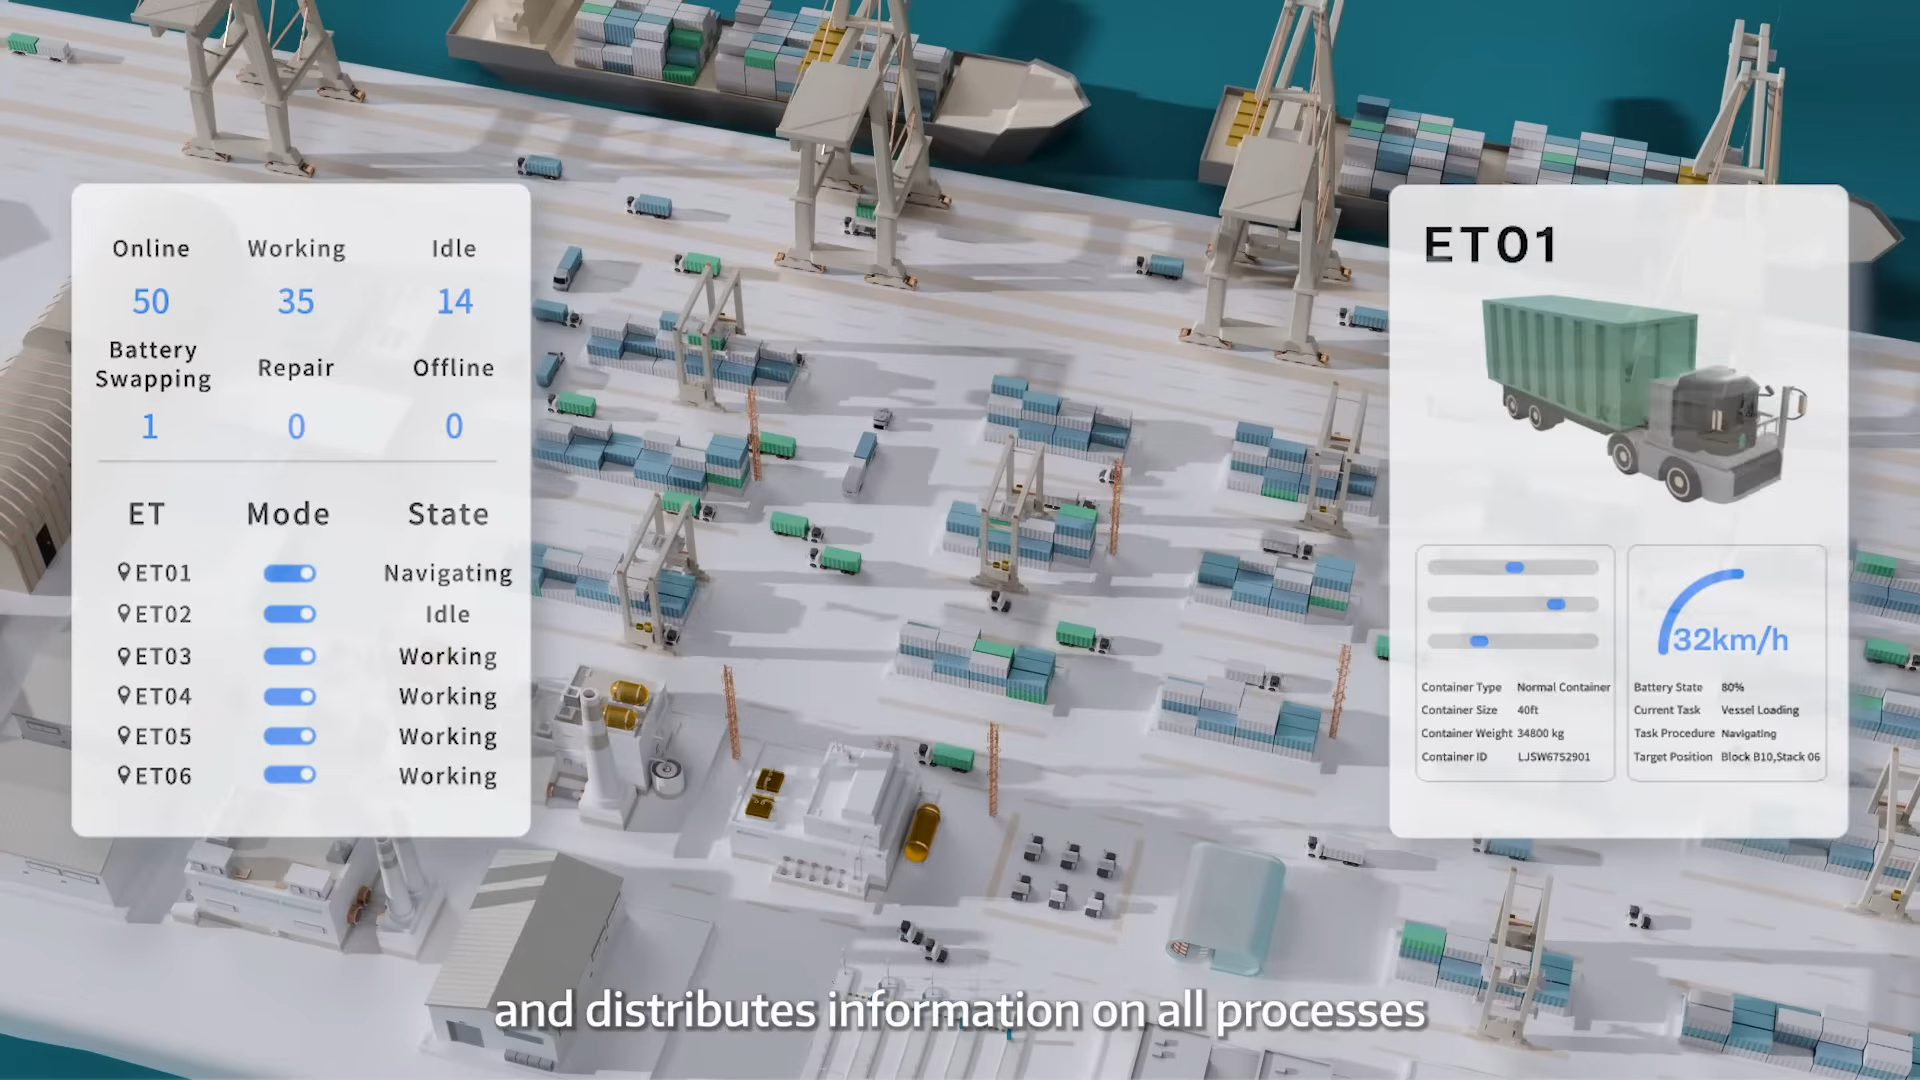 Online Working Idle
50 35 14
Battery Swapping Repair Offline
1 0 0
ET Mode State
ET01 Navigating
ET02 Idle
ET03 Working
ET04 Working
ET05 Working
ET06 Working
ET01
32km/h
Container Type Normal Container
Container Size 40ft
Container Weight 34800 kg
Container ID LJSW6752901
Battery State 80%
Current Task Vessel Loading
Task Procedure Navigating
Target Position Block B10,Stack 06
and distributes information on all processes